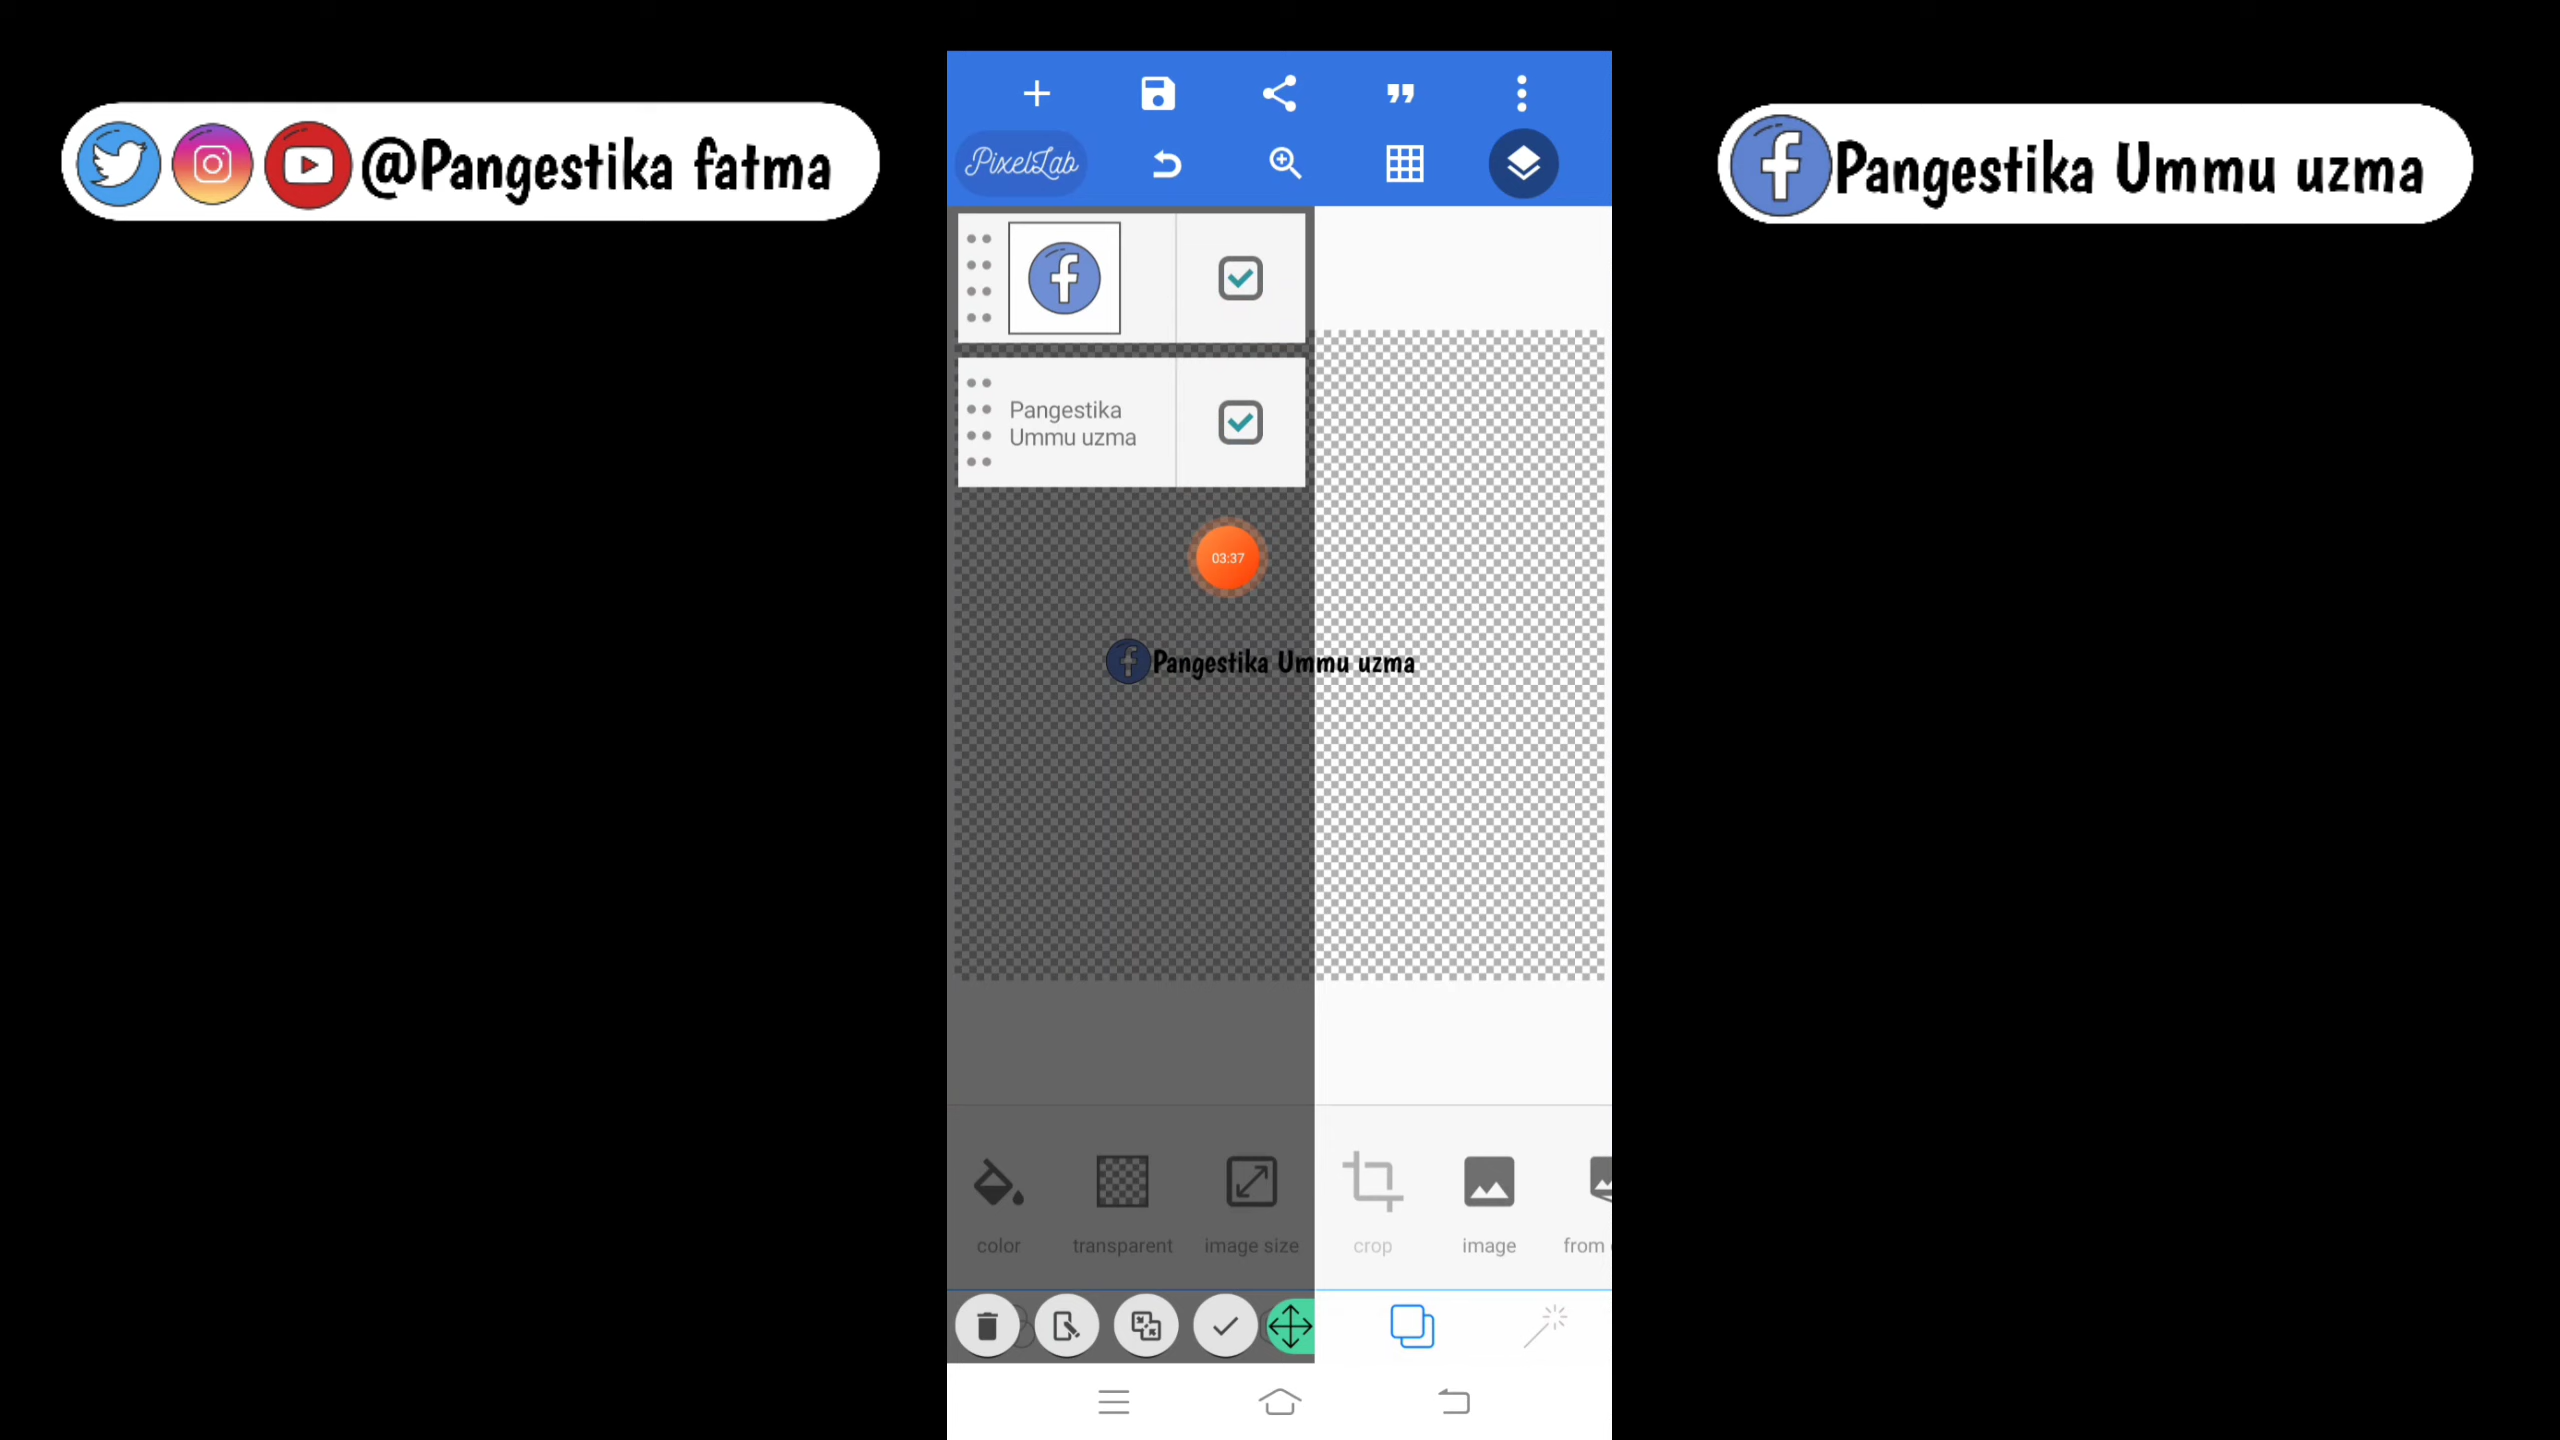 @Pangestika fatma
Pangestika Ummu uzma
PixelLab
Pangestika
Ummu uzma
03:37
Pangestika Ummu uzma
color
transparent
image size
crop
image
from